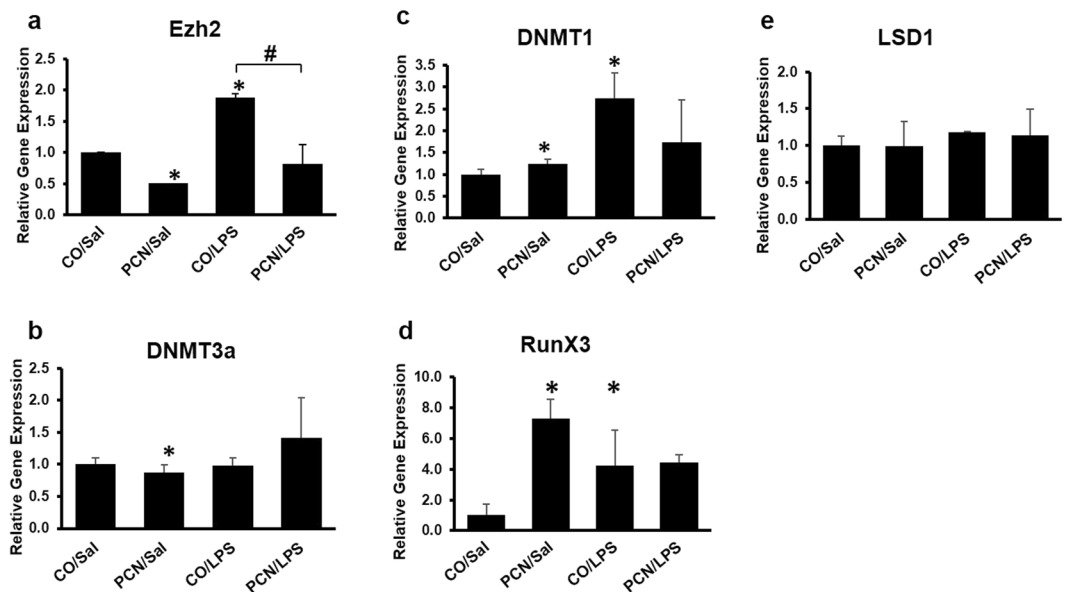 a
Ezh2
Relative Gene Expression
2.5
2.0
1.5
1.0
0.5
0.0
*
*
#
CO/Sal
PCN/Sal
CO/LPS
PCN/LPS
b
DNMT3a
Relative Gene Expression
2.5
2.0
1.5
1.0
0.5
0.0
*
CO/Sal
PCN/Sal
CO/LPS
PCN/LPS
c
DNMT1
Relative Gene Expression
3.5
3.0
2.5
2.0
1.5
1.0
0.5
0.0
*
*
CO/Sal
PCN/Sal
CO/LPS
PCN/LPS
d
RunX3
Relative Gene Expression
10.0
8.0
6.0
4.0
2.0
0.0
*
*
CO/Sal
PCN/Sal
CO/LPS
PCN/LPS
e
LSD1
Relative Gene Expression
2.0
1.5
1.0
0.5
0.0
CO/Sal
PCN/Sal
CO/LPS
PCN/LPS